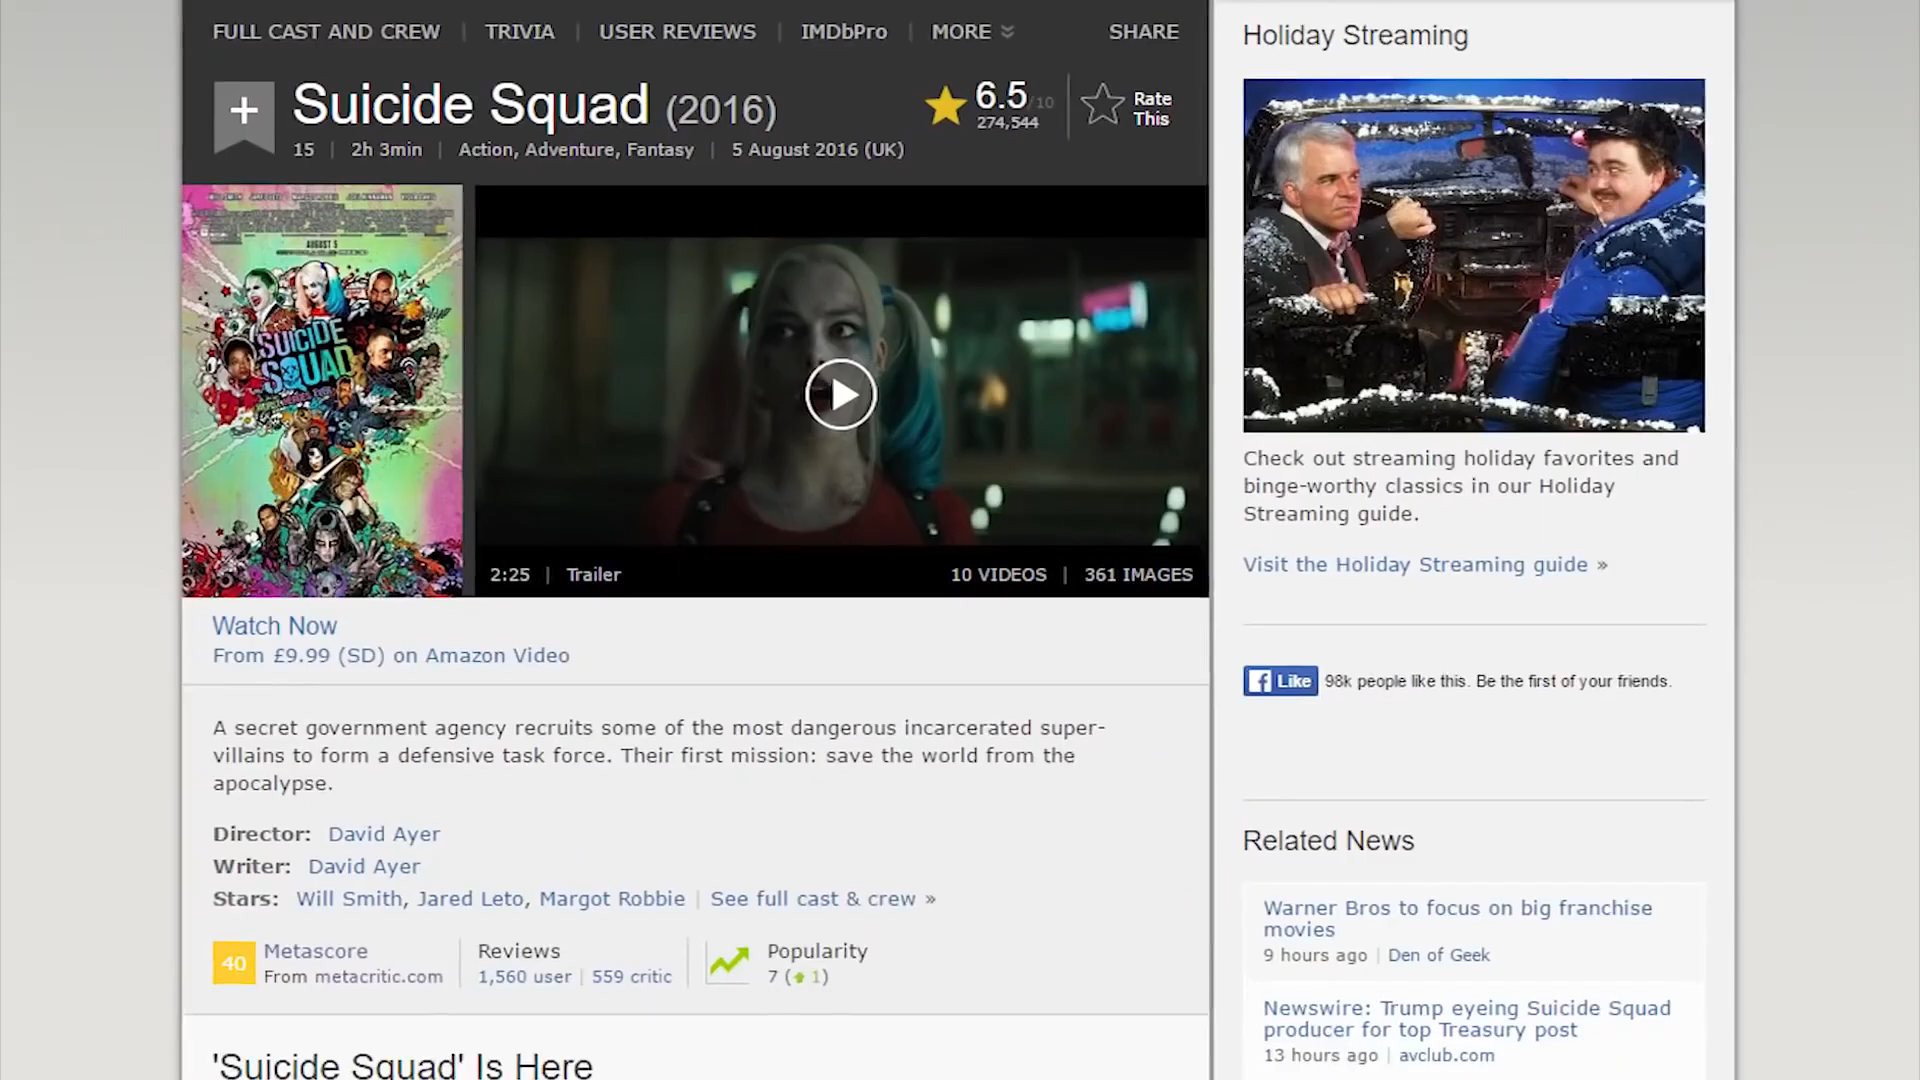 FULL CAST AND CREW | TRIVIA | USER REVIEWS | IMDbPro | MORE SHARE
Suicide Squad (2016)
6.5/10
274,544
Rate This
15 | 2h 3min | Action, Adventure, Fantasy | 5 August 2016 (UK)
AUGUST 5
SUICIDE
SQUAD
2:25 | Trailer
10 VIDEOS | 361 IMAGES
Watch Now
From £9.99 (SD) on Amazon Video
A secret government agency recruits some of the most dangerous incarcerated super-
villains to form a defensive task force. Their first mission: save the world from the
apocalypse.
Director: David Ayer
Writer: David Ayer
Stars: Will Smith, Jared Leto, Margot Robbie | See full cast & crew »
40 Metascore
From metacritic.com
Reviews
1,560 user | 559 critic
Popularity
7 (1)
'Suicide Squad' Is Here
Holiday Streaming
Check out streaming holiday favorites and
binge-worthy classics in our Holiday
Streaming guide.
Visit the Holiday Streaming guide »
Like 98k people like this. Be the first of your friends.
Related News
Warner Bros to focus on big franchise
movies
9 hours ago | Den of Geek
Newswire: Trump eyeing Suicide Squad
producer for top Treasury post
13 hours ago | avclub.com